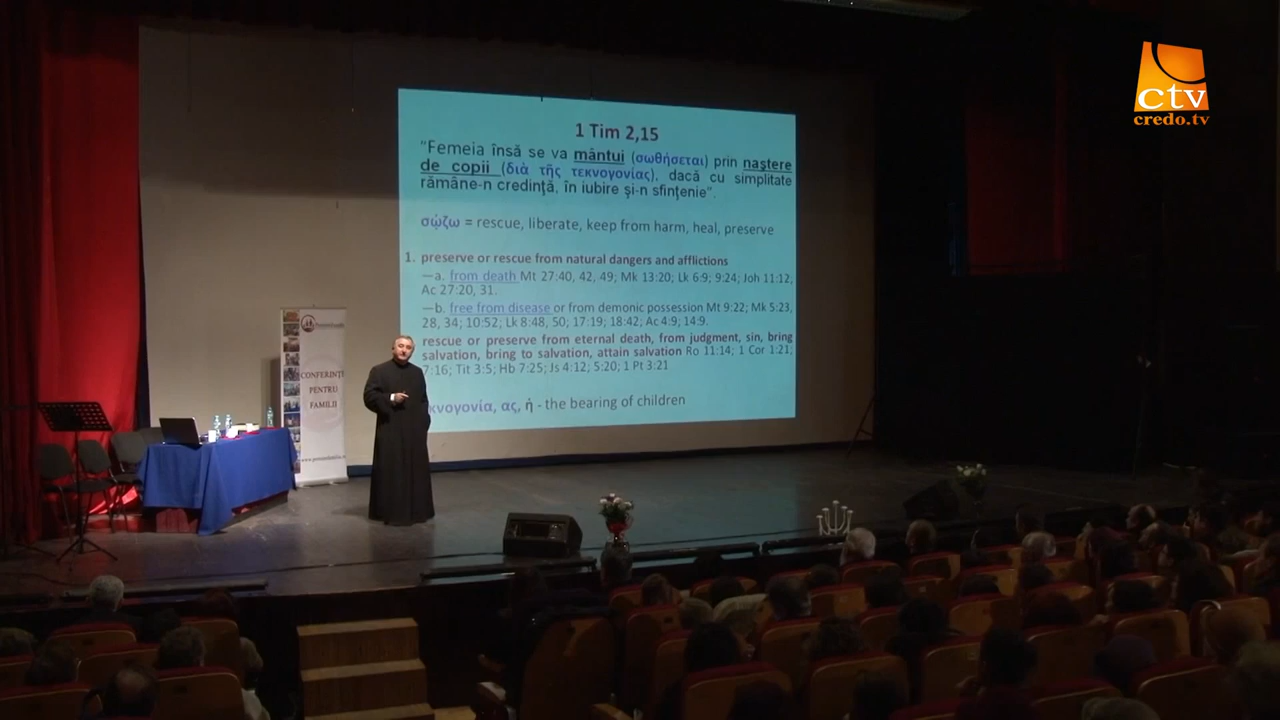 ctv
credo.tv
1 Tim 2,15
"Femeia însă se va mântui (σωθήσεται) prin naştere
de copii (διὰ τῆς τεκνογονίας), dacă cu simplitate
rămâne-n credinţă, în iubire şi-n sfinţenie".
σῴζω = rescue, liberate, keep from harm, heal, preserve
1. preserve or rescue from natural dangers and afflictions
—a. from death Mt 27:40, 42, 49; Mk 13:20; Lk 6:9; 9:24; Joh 11:12,
Ac 27:20, 31.
—b. free from disease or from demonic possession Mt 9:22; Mk 5:23,
28, 34; 10:52; Lk 8:48, 50; 17:19; 18:42; Ac 4:9; 14:9.
rescue or preserve from eternal death, from judgment, sin, bring
salvation, bring to salvation, attain salvation Ro 11:14; 1 Cor 1:21;
7:16; Tit 3:5; Hb 7:25; Js 4:12; 5:20; 1 Pt 3:21
κνογονία, ας, ἡ - the bearing of children
CONFERINŢE
PENTRU
FAMILII